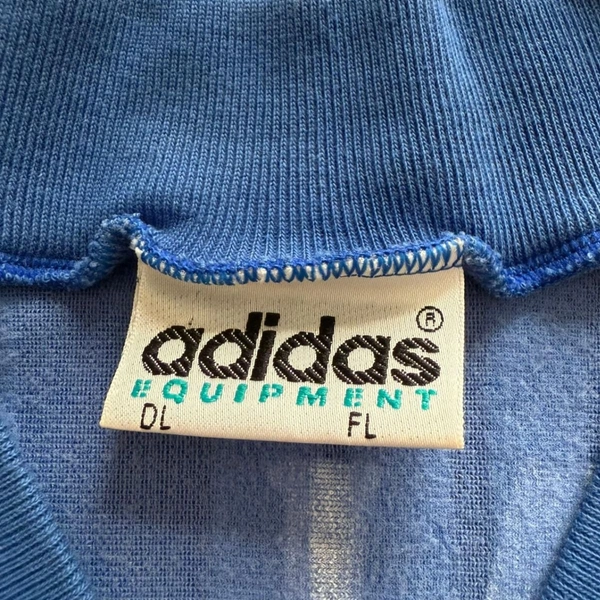 adidas ®
EQUIPMENT
DL FL